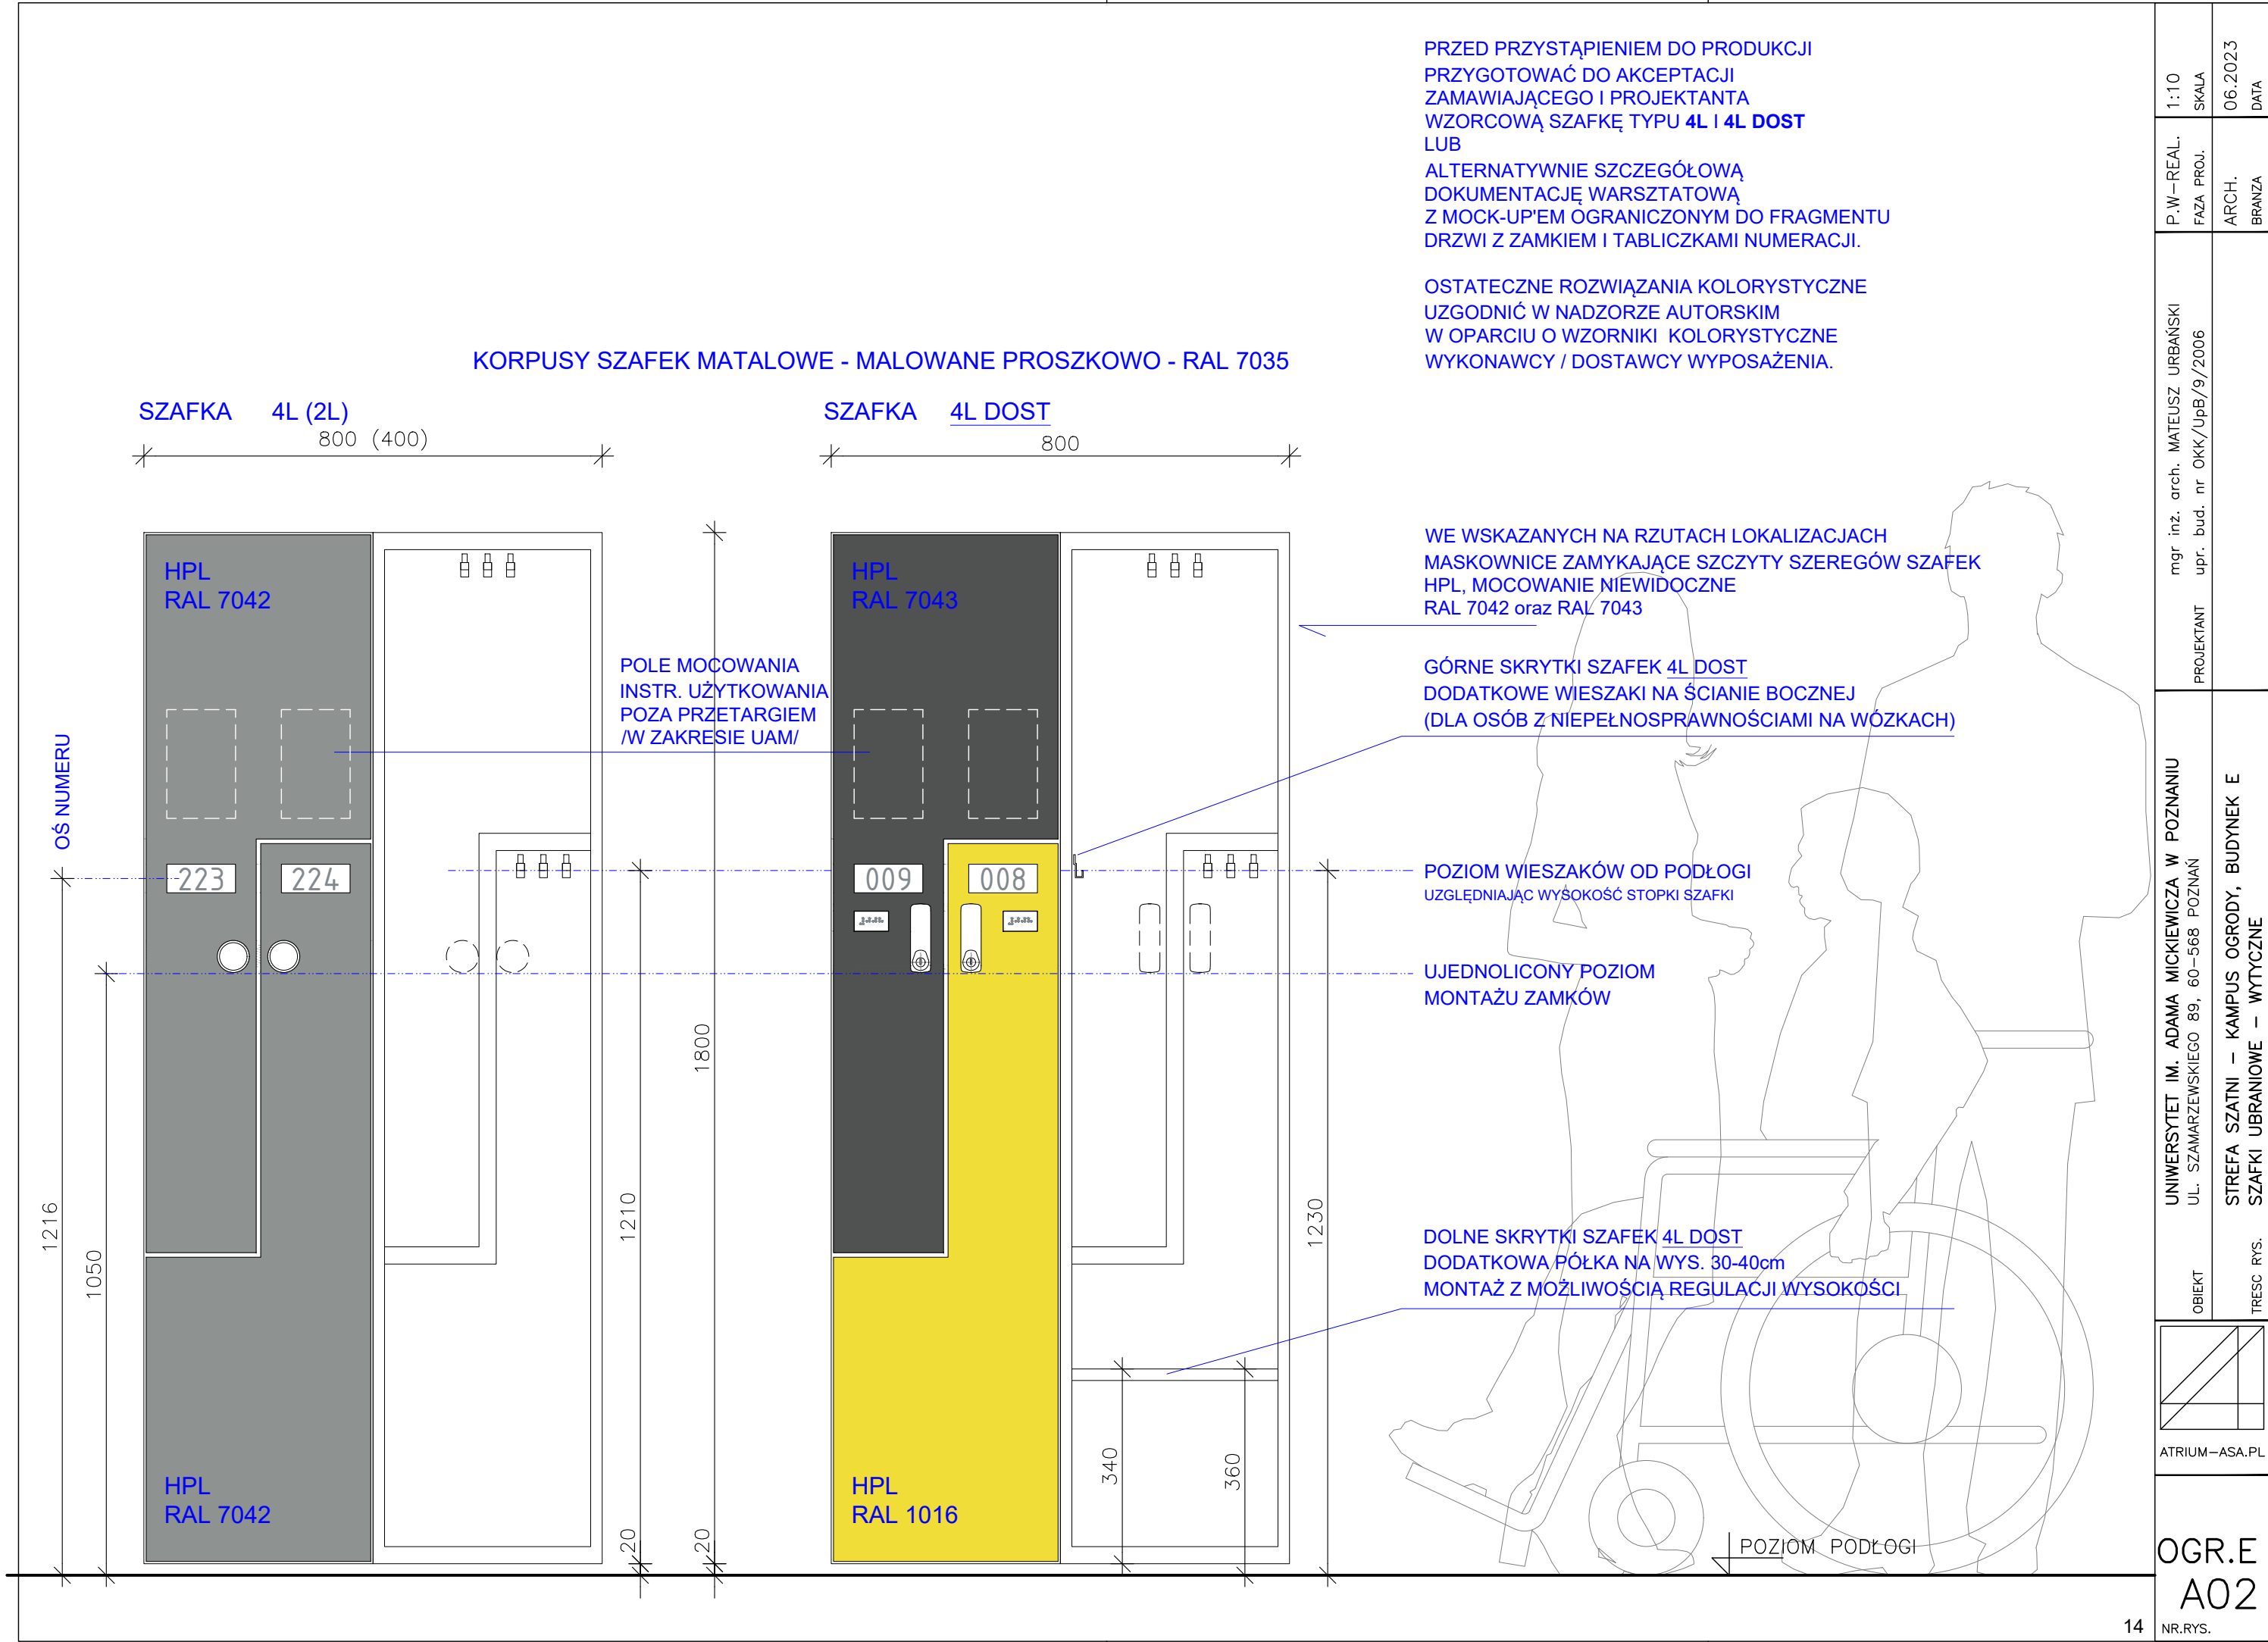 PRZED PRZYSTĄPIENIEM DO PRODUKCJI
PRZYGOTOWAĆ DO AKCEPTACJI
ZAMAWIAJĄCEGO I PROJEKTANTA
WZORCOWĄ SZAFKĘ TYPU 4L I 4L DOST
LUB
ALTERNATYWNIE SZCZEGÓŁOWĄ
DOKUMENTACJĘ WARSZTATOWĄ
Z MOCK-UP'EM OGRANICZONYM DO FRAGMENTU
DRZWI Z ZAMKIEM I TABLICZKAMI NUMERACJI.
OSTATECZNE ROZWIĄZANIA KOLORYSTYCZNE
UZGODNIĆ W NADZORZE AUTORSKIM
W OPARCIU O WZORNIKI KOLORYSTYCZNE
WYKONAWCY / DOSTAWCY WYPOSAŻENIA.
KORPUSY SZAFEK MATALOWE - MALOWANE PROSZKOWO - RAL 7035
SZAFKA 4L (2L)
800 (400)
SZAFKA 4L DOST
800
HPL
RAL 7042
HPL
RAL 7043
POLE MOCOWANIA
INSTR. UŻYTKOWANIA
POZA PRZETARGIEM
/W ZAKRESIE UAM/
OŚ NUMERU
223
224
009
008
1216
1050
1210
20
1800
20
1230
340
360
HPL
RAL 7042
HPL
RAL 1016
WE WSKAZANYCH NA RZUTACH LOKALIZACJACH
MASKOWNICE ZAMYKAJĄCE SZCZYTY SZEREGÓW SZAFEK
HPL, MOCOWANIE NIEWIDOCZNE
RAL 7042 oraz RAL 7043
GÓRNE SKRYTKI SZAFEK 4L DOST
DODATKOWE WIESZAKI NA ŚCIANIE BOCZNEJ
(DLA OSÓB Z NIEPEŁNOSPRAWNOŚCIAMI NA WÓZKACH)
POZIOM WIESZAKÓW OD PODŁOGI
UZGLĘDNIAJĄC WYSOKOŚĆ STOPKI SZAFKI
UJEDNOLICONY POZIOM
MONTAŻU ZAMKÓW
DOLNE SKRYTKI SZAFEK 4L DOST
DODATKOWA PÓŁKA NA WYS. 30-40cm
MONTAŻ Z MOŻLIWOŚCIĄ REGULACJI WYSOKOŚCI
POZIOM PODŁOGI
14
1:10
SKALA
06.2023
DATA
P.W-REAL.
FAZA PROJ.
ARCH.
BRANZA
mgr inż. arch. MATEUSZ URBAŃSKI
upr. bud. nr OKK/UpB/9/2006
PROJEKTANT
UNIWERSYTET IM. ADAMA MICKIEWICZA W POZNANIU
UL. SZAMARZEWSKIEGO 89, 60-568 POZNAŃ
OBIEKT
STREFA SZATNI - KAMPUS OGRODY, BUDYNEK E
SZAFKI UBRANIOWE - WYTYCZNE
TRESC RYS.
ATRIUM-ASA.PL
OGR.E
A02
NR.RYS.